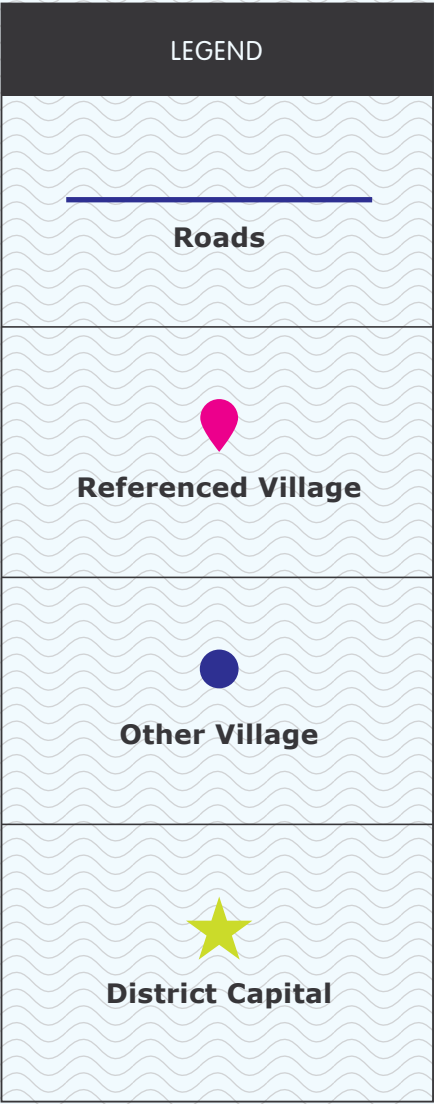 LEGEND
Roads
Referenced Village
Other Village
District Capital